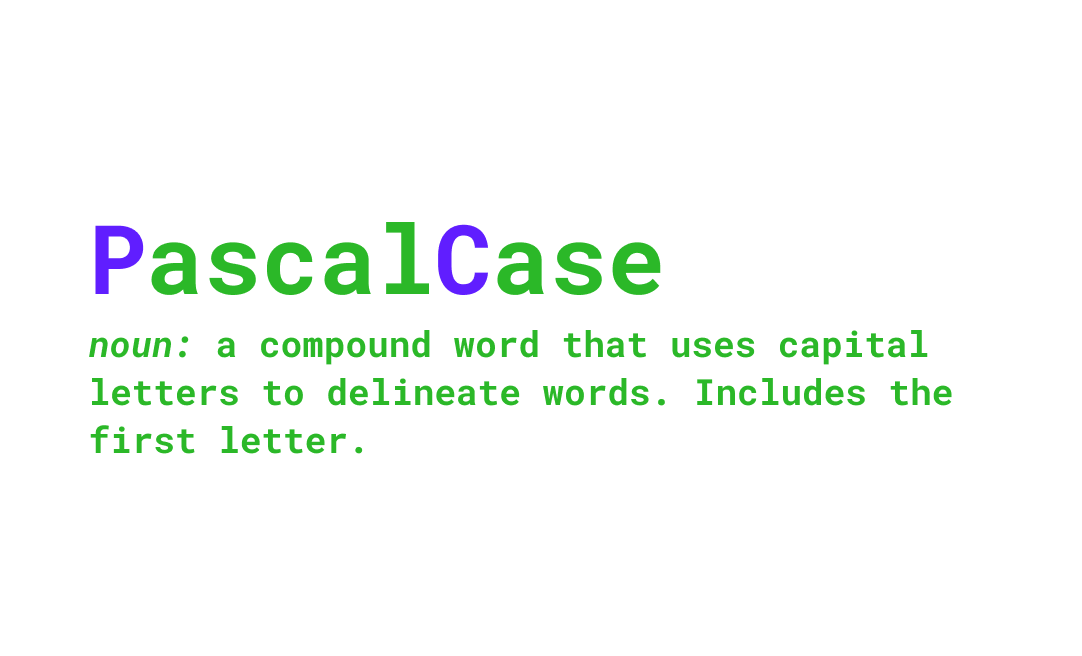 PascalCase
noun: a compound word that uses capital
letters to delineate words. Includes the
first letter.